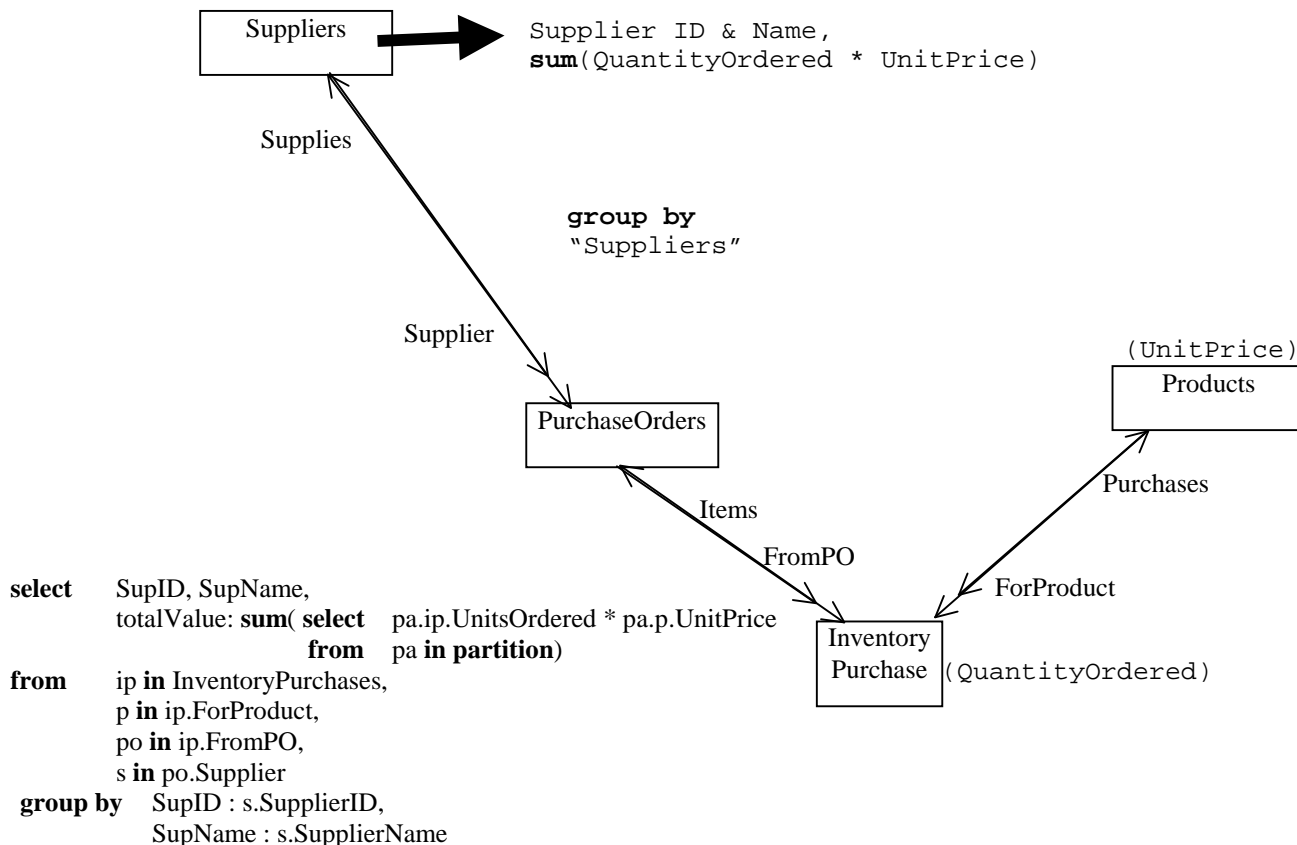 Suppliers
Supplier ID & Name,
sum(QuantityOrdered * UnitPrice)
Supplies
group by
“Suppliers”
Supplier
(UnitPrice)
Products
PurchaseOrders
Purchases
Items
FromPO
ForProduct
Inventory
Purchase
(QuantityOrdered)
select SupID, SupName,
totalValue: sum( select pa.ip.UnitsOrdered * pa.p.UnitPrice
from pa in partition)
from ip in InventoryPurchases,
p in ip.ForProduct,
po in ip.FromPO,
s in po.Supplier
group by SupID : s.SupplierID,
SupName : s.SupplierName